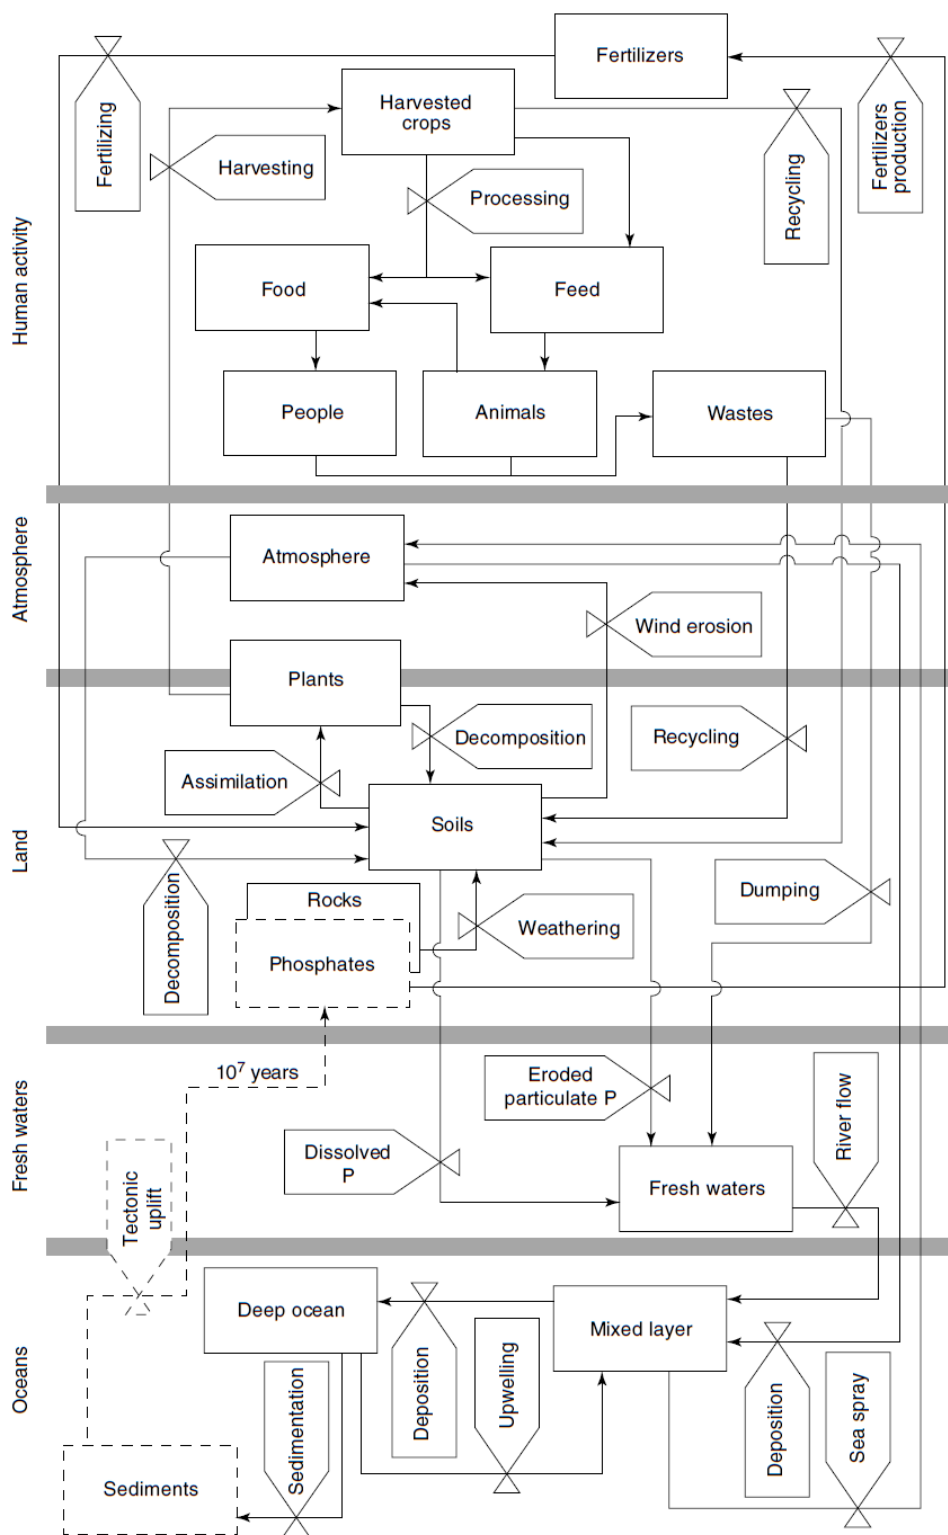 Fertilizers
Harvested
crops
Fertilizing
Harvesting
Processing
Recycling
Fertilizers
production
Human activity
Food
Feed
People
Animals
Wastes
Atmosphere
Atmosphere
Wind erosion
Plants
Decomposition
Recycling
Assimilation
Soils
Land
Decomposition
Rocks
Phosphates
Weathering
Dumping
10⁷ years
Fresh waters
Eroded
particulate P
Dissolved
P
River flow
Fresh waters
Tectonic
uplift
Oceans
Deep ocean
Mixed layer
Deposition
Upwelling
Sedimentation
Deposition
Sea spray
Sediments